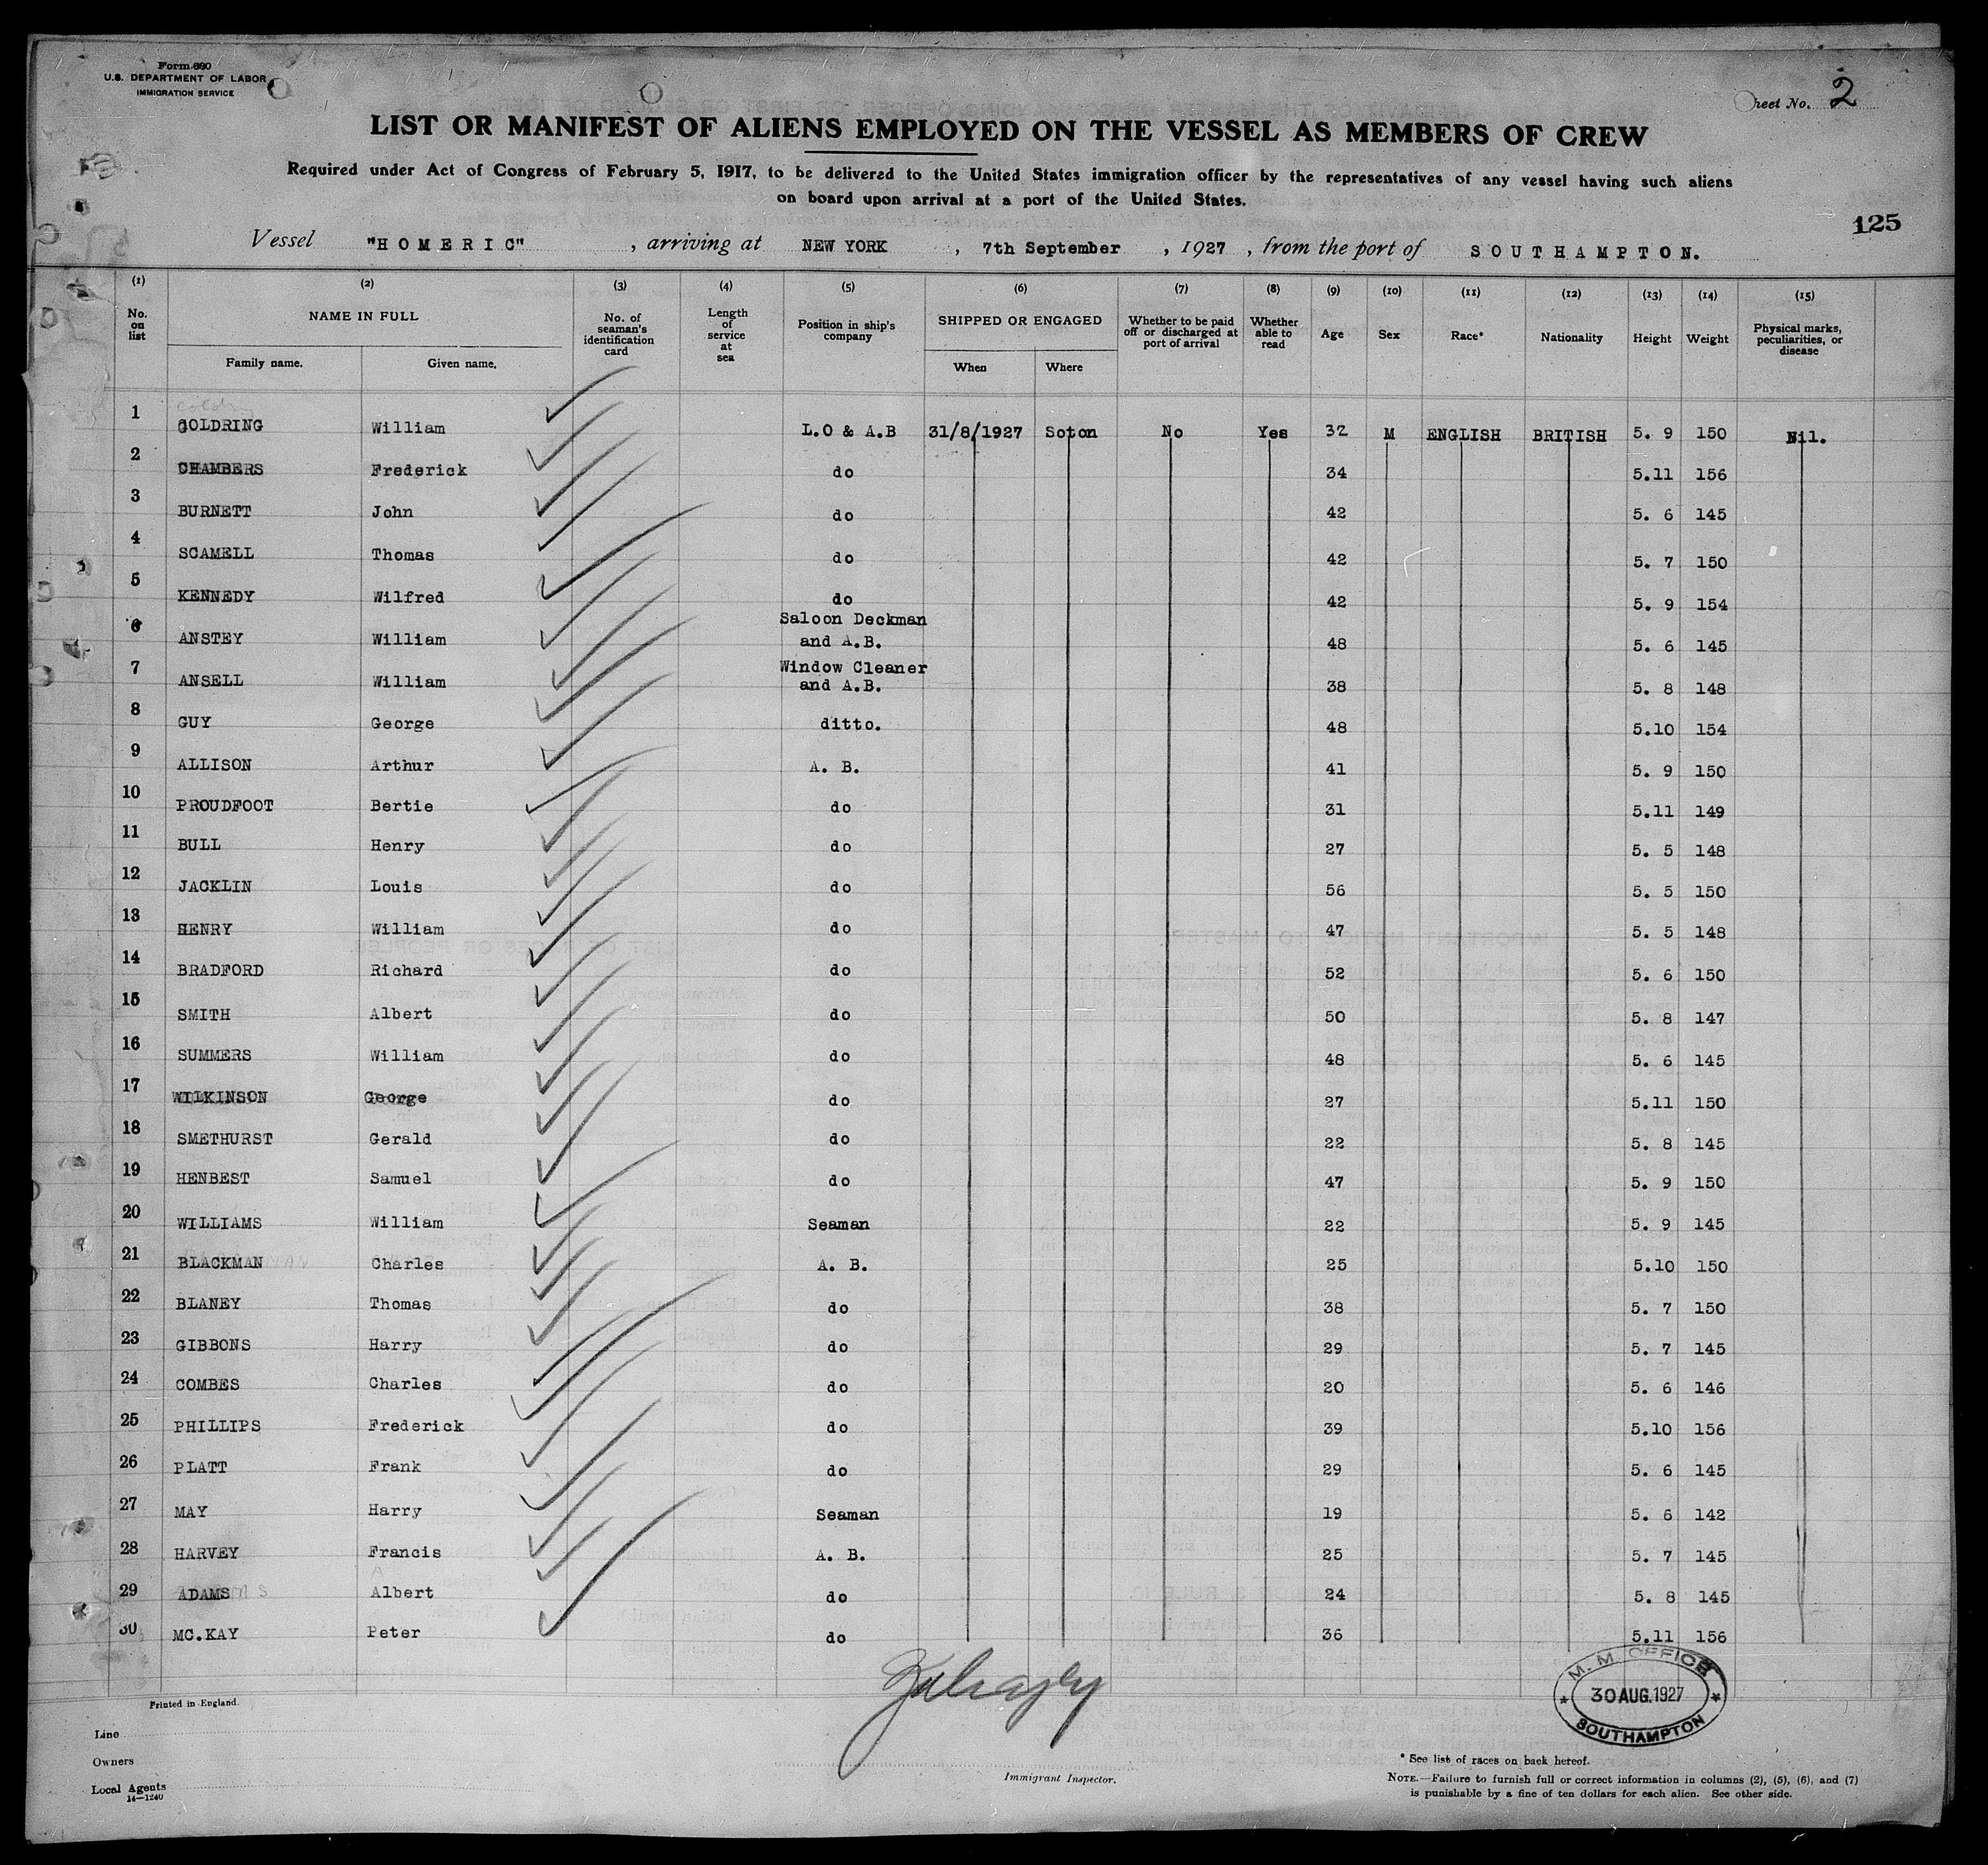 Form 690
U.S. DEPARTMENT OF LABOR
IMMIGRATION SERVICE
heet No. 2
LIST OR MANIFEST OF ALIENS EMPLOYED ON THE VESSEL AS MEMBERS OF CREW
Required under Act of Congress of February 5, 1917, to be delivered to the United States immigration officer by the representatives of any vessel having such aliens
on board upon arrival at a port of the United States.
125
Vessel "HOMERIC", arriving at NEW YORK, 7th September, 1927, from the port of SOUTHAMPTON.
(1) (2) (3) (4) (5) (6) (7) (8) (9) (10) (11) (12) (13) (14) (15)
No. on list NAME IN FULL Family name. Given name. No. of seaman's identification card Length of service at sea Position in ship's company SHIPPED OR ENGAGED When Where Whether to be paid off or discharged at port of arrival Whether able to read Age Sex Race* Nationality Height Weight Physical marks, peculiarities, or disease
1 GOLDRING William L.O & A.B 31/8/1927 Soton No Yes 32 M ENGLISH BRITISH 5. 9 150 Nil.
2 CHAMBERS Frederick do 34 5.11 156
3 BURNETT John do 42 5. 6 145
4 SCAMELL Thomas do 42 5. 7 150
5 KENNEDY Wilfred do 42 5. 9 154
6 ANSTEY William Saloon Deckman and A.B. 48 5. 6 145
7 ANSELL William Window Cleaner and A.B. 38 5. 8 148
8 GUY George ditto. 48 5.10 154
9 ALLISON Arthur A. B. 41 5. 9 150
10 PROUDFOOT Bertie do 31 5.11 149
11 BULL Henry do 27 5. 5 148
12 JACKLIN Louis do 56 5. 5 150
13 HENRY William do 47 5. 5 148
14 BRADFORD Richard do 52 5. 6 150
15 SMITH Albert do 50 5. 8 147
16 SUMMERS William do 48 5. 6 145
17 WILKINSON George do 27 5.11 150
18 SMETHURST Gerald do 22 5. 8 145
19 HENBEST Samuel do 47 5. 9 150
20 WILLIAMS William Seaman 22 5. 9 145
21 BLACKMAN Charles A. B. 25 5.10 150
22 BLANEY Thomas do 38 5. 7 150
23 GIBBONS Harry do 29 5. 7 145
24 COMBES Charles do 20 5. 6 146
25 PHILLIPS Frederick do 39 5.10 156
26 PLATT Frank do 29 5. 6 145
27 MAY Harry Seaman 19 5. 6 142
28 HARVEY Francis A. B. 25 5. 7 145
29 ADAMS Albert do 24 5. 8 145
30 MC.KAY Peter do 36 5.11 156
M. M. OFFICE
30 AUG. 1927
SOUTHAMPTON
Printed in England.
Line
Owners
Local Agents
14—1240
Immigrant Inspector.
* See list of races on back hereof.
NOTE.—Failure to furnish full or correct information in columns (2), (5), (6), and (7)
is punishable by a fine of ten dollars for each alien. See other side.